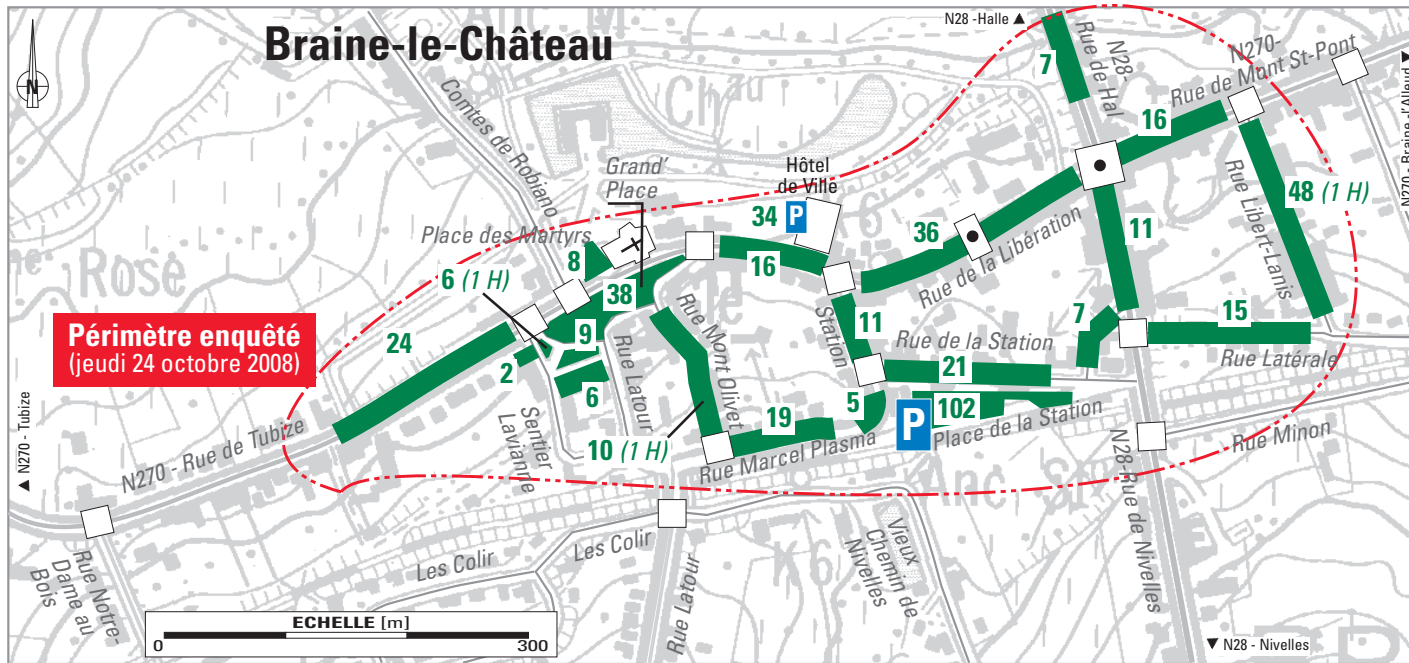 Braine-le-Château
N
N28 -Halle ▲
N28-
Rue de Hal
7
N270-
Rue de Mont St-Pont
N270 - Braine -l'Alleud ▶
16
Comtes de Robiano
Chau
Grand'
Place
Hôtel
de Ville
34 P
48 (1 H)
Rue Libert-Lanis
Place des Martyrs
8
16
36
Rue de la Libération
11
Rosé
6 (1 H)
38
Périmètre enquêté
(jeudi 24 octobre 2008)
24
9
2
6
Rue Latour
Rue Mont Olivet
Station
11
Rue de la Station
21
7
15
Rue Latérale
▲ N270 - Tubize
N270 - Rue de Tubize
Sentier
Lavianne
10 (1 H)
19
5
Rue Marcel Plasma
P
102
Place de la Station
Rue Minon
N28-Rue de Nivelles
Rue Notre-
Dame au
Bois
Les Colir
Les Colir
Rue Latour
Vieux
Chemin de
Nivelles
ECHELLE [m]
0 300
▼ N28 - Nivelles